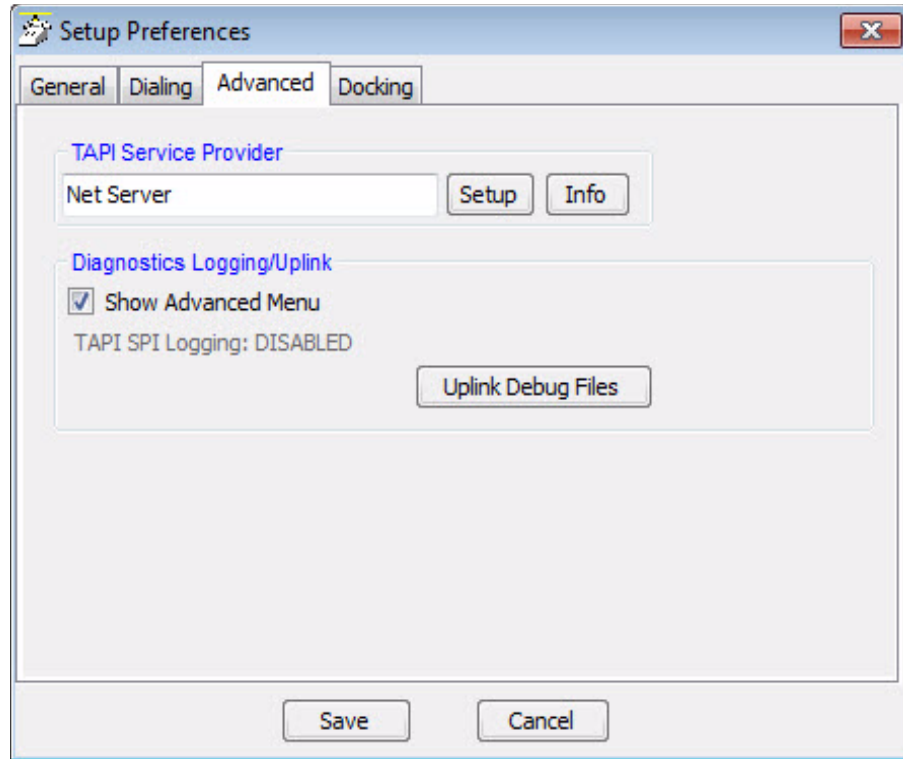 Setup Preferences
General Dialing Advanced Docking
TAPI Service Provider
Net Server Setup Info
Diagnostics Logging/Uplink
Show Advanced Menu
TAPI SPI Logging: DISABLED
Uplink Debug Files
Save Cancel